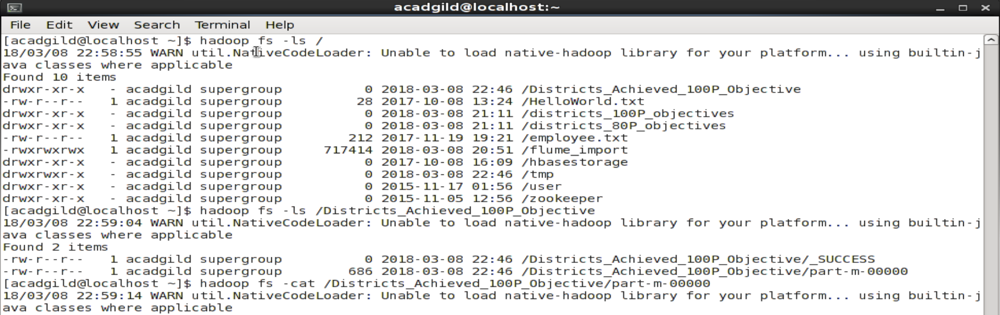 acadgild@localhost:~
File Edit View Search Terminal Help
[acadgild@localhost ~]$ hadoop fs -ls /
18/03/08 22:58:55 WARN util.NativeCodeLoader: Unable to load native-hadoop library for your platform... using builtin-j
ava classes where applicable
Found 10 items
drwxr-xr-x   - acadgild supergroup          0 2018-03-08 22:46 /Districts_Achieved_100P_Objective
-rw-r--r--   1 acadgild supergroup         28 2017-10-08 13:24 /HelloWorld.txt
drwxr-xr-x   - acadgild supergroup          0 2018-03-08 21:11 /districts_100P_objectives
drwxr-xr-x   - acadgild supergroup          0 2018-03-08 21:11 /districts_80P_objectives
-rw-r--r--   1 acadgild supergroup        212 2017-11-19 19:21 /employee.txt
-rwxrwxrwx   1 acadgild supergroup     717414 2018-03-08 20:51 /flume_import
drwxr-xr-x   - acadgild supergroup          0 2017-10-08 16:09 /hbasestorage
drwxrwxr-x   - acadgild supergroup          0 2018-03-08 22:46 /tmp
drwxr-xr-x   - acadgild supergroup          0 2015-11-17 01:56 /user
drwxr-xr-x   - acadgild supergroup          0 2015-11-05 12:56 /zookeeper
[acadgild@localhost ~]$ hadoop fs -ls /Districts_Achieved_100P_Objective
18/03/08 22:59:04 WARN util.NativeCodeLoader: Unable to load native-hadoop library for your platform... using builtin-j
ava classes where applicable
Found 2 items
-rw-r--r--   1 acadgild supergroup          0 2018-03-08 22:46 /Districts_Achieved_100P_Objective/_SUCCESS
-rw-r--r--   1 acadgild supergroup        686 2018-03-08 22:46 /Districts_Achieved_100P_Objective/part-m-00000
[acadgild@localhost ~]$ hadoop fs -cat /Districts_Achieved_100P_Objective/part-m-00000
18/03/08 22:59:14 WARN util.NativeCodeLoader: Unable to load native-hadoop library for your platform... using builtin-j
ava classes where applicable